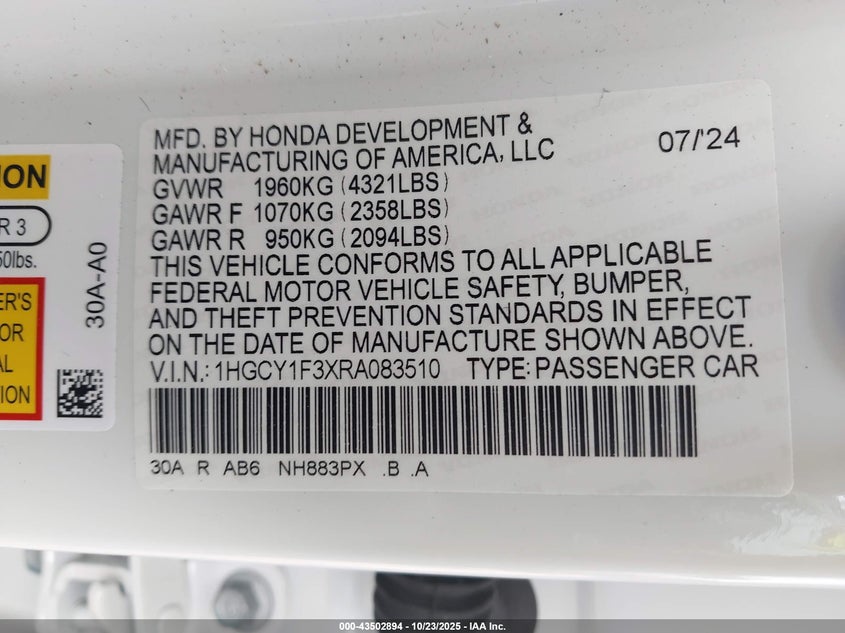 ION
R 3
50lbs.
ER'S
OR
AL
TION
30A-A0
MFD. BY HONDA DEVELOPMENT &
MANUFACTURING OF AMERICA, LLC 07/'24
GVWR 1960KG (4321LBS)
GAWR F 1070KG (2358LBS)
GAWR R 950KG (2094LBS)
THIS VEHICLE CONFORMS TO ALL APPLICABLE
FEDERAL MOTOR VEHICLE SAFETY, BUMPER,
AND THEFT PREVENTION STANDARDS IN EFFECT
ON THE DATE OF MANUFACTURE SHOWN ABOVE.
V.I.N.: 1HGCY1F3XRA083510 TYPE: PASSENGER CAR
30A R AB6 NH883PX .B .A
000-43502894 - 10/23/2025 - IAA Inc.